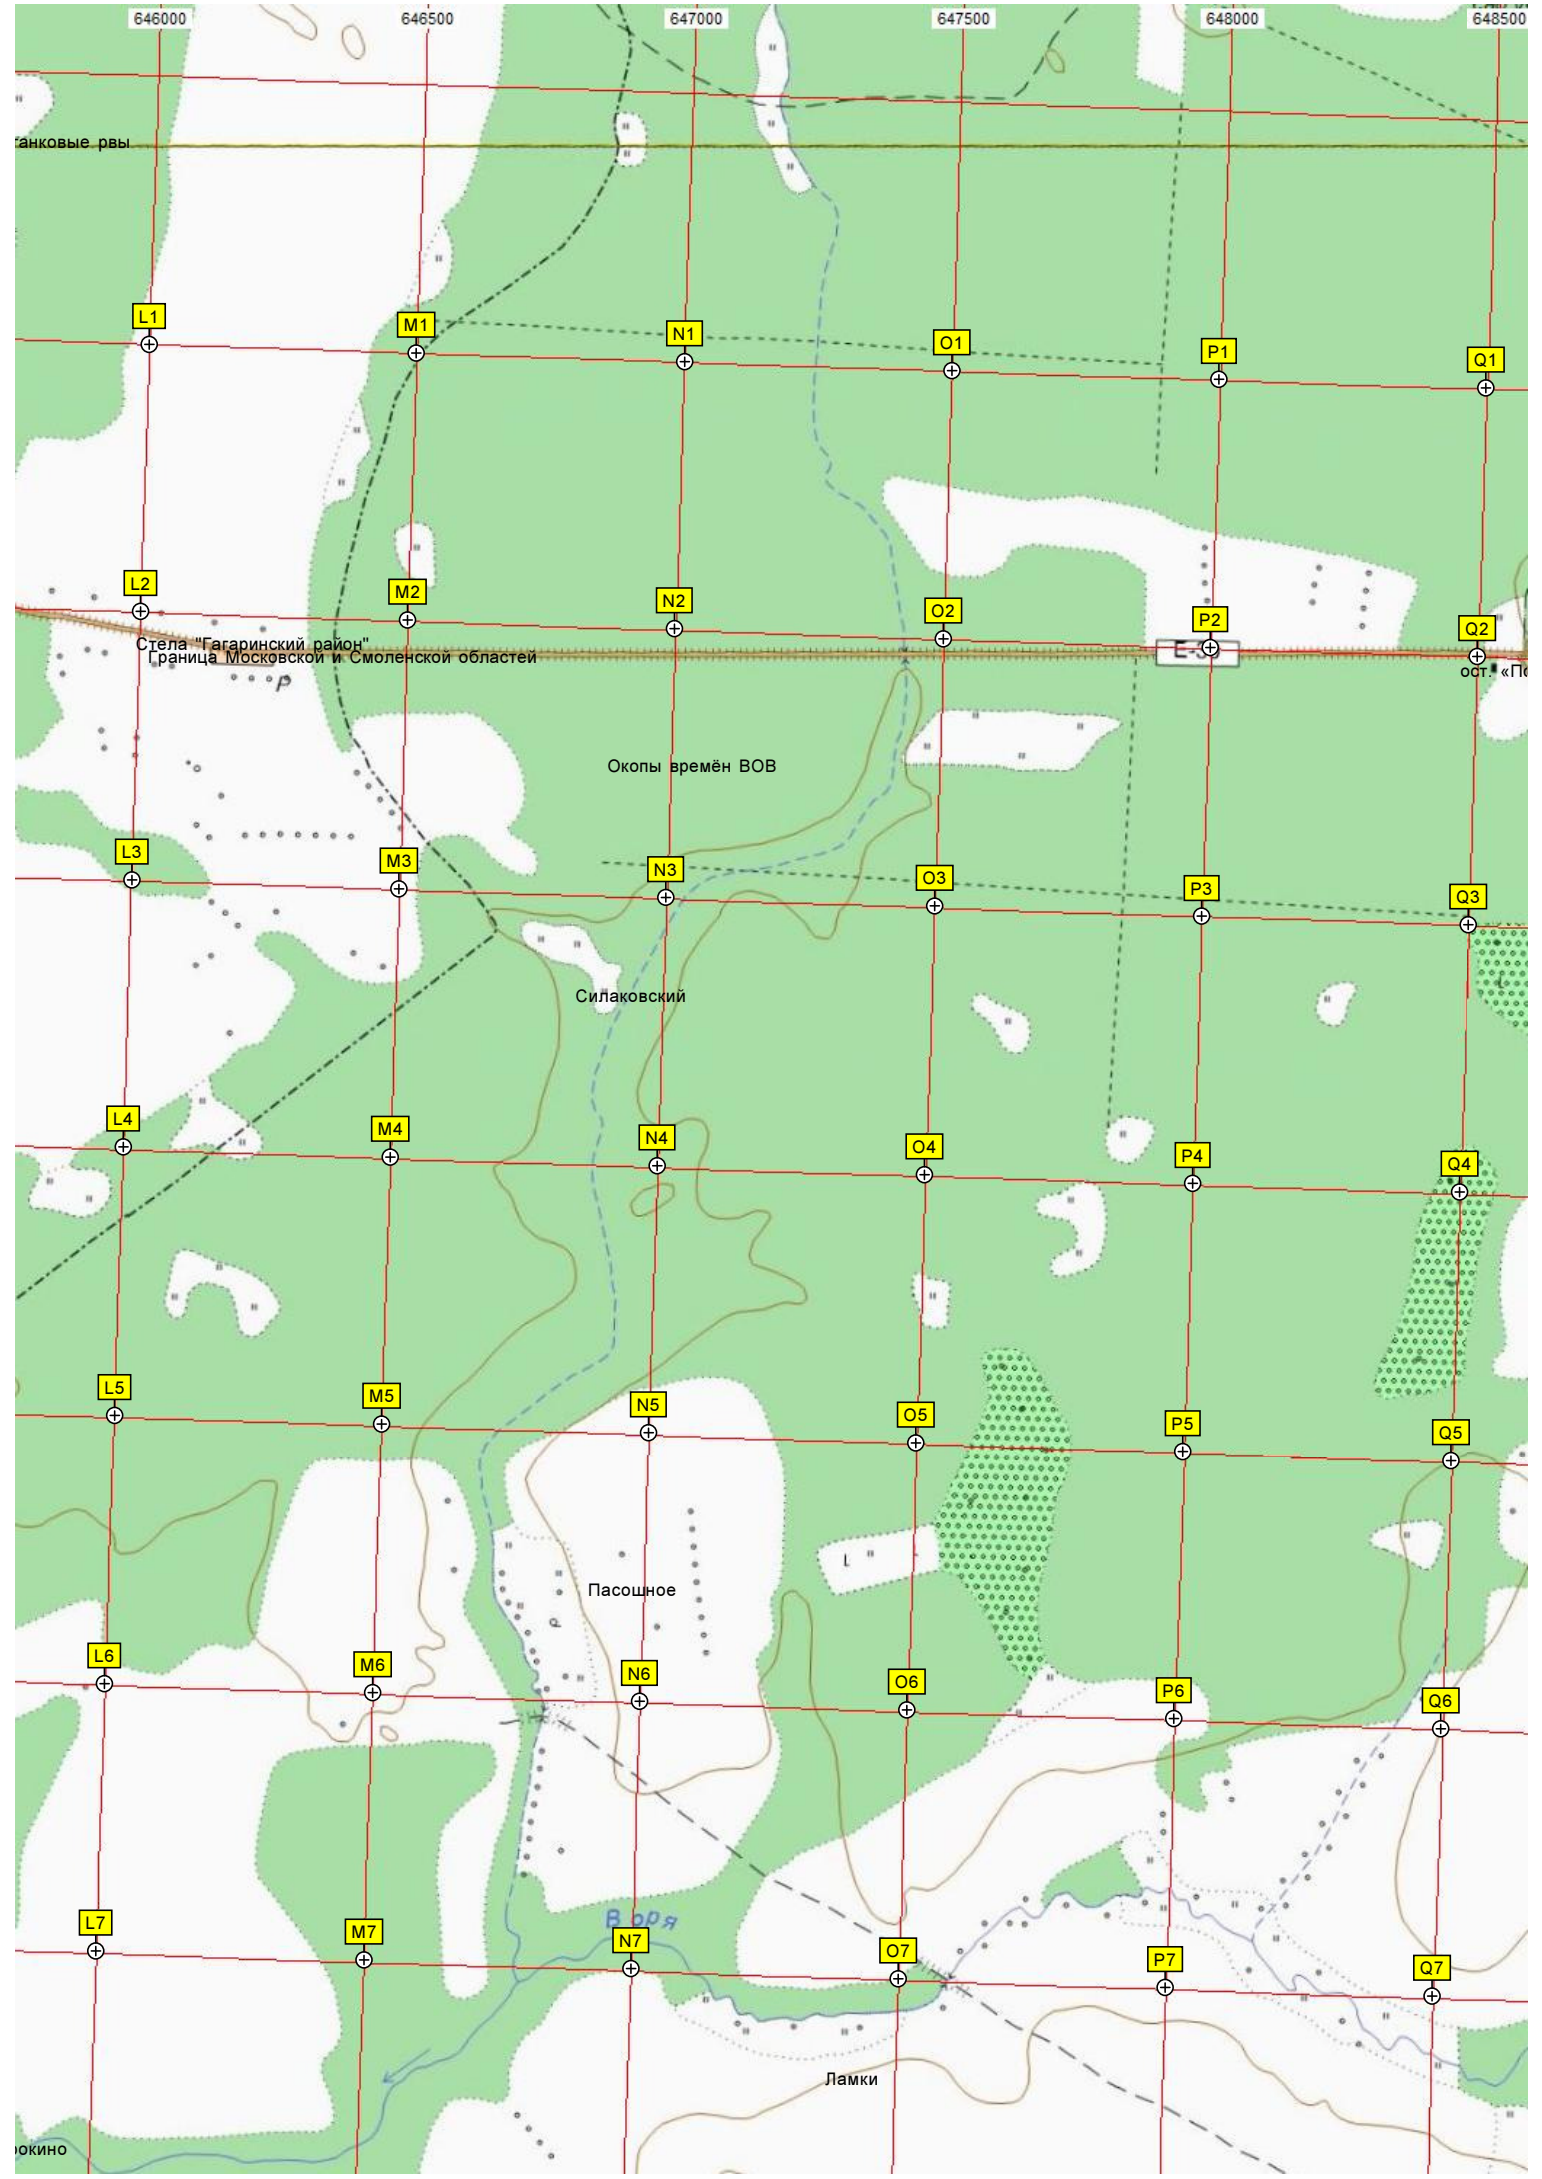 646000 646500 647000 647500 648000 648500
анковые рвы
L1 M1 N1 O1 P1 Q1
L2 M2 N2 O2 P2 Q2
Стела "Гагаринский район"
Граница Московской и Смоленской областей
ост. «По
р
Окопы времён ВОВ
L3 M3 N3 O3 P3 Q3
Силаковский
L4 M4 N4 O4 P4 Q4
L5 M5 N5 O5 P5 Q5
Пасошное
L6 M6 N6 O6 P6 Q6
Воря
L7 M7 N7 O7 P7 Q7
Ламки
окино